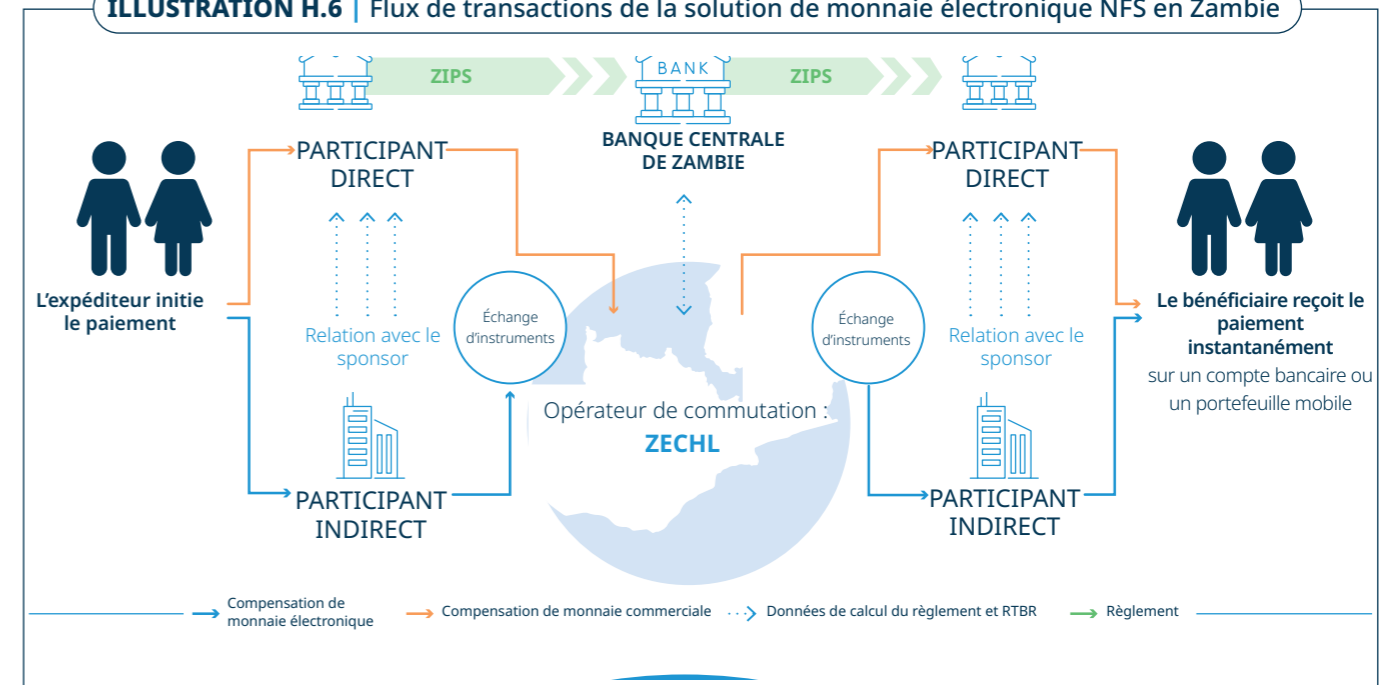 ILLUSTRATION H.6 | Flux de transactions de la solution de monnaie électronique NFS en Zambie
ZIPS
BANK
ZIPS
BANQUE CENTRALE
DE ZAMBIE
PARTICIPANT
DIRECT
PARTICIPANT
DIRECT
L'expéditeur initie
le paiement
Relation avec le
sponsor
Échange
d'instruments
Échange
d'instruments
Relation avec le
sponsor
Le bénéficiaire reçoit le
paiement
instantanément
sur un compte bancaire ou
un portefeuille mobile
Opérateur de commutation :
ZECHL
PARTICIPANT
INDIRECT
PARTICIPANT
INDIRECT
Compensation de
monnaie électronique
Compensation de monnaie commerciale
Données de calcul du règlement et RTBR
Règlement